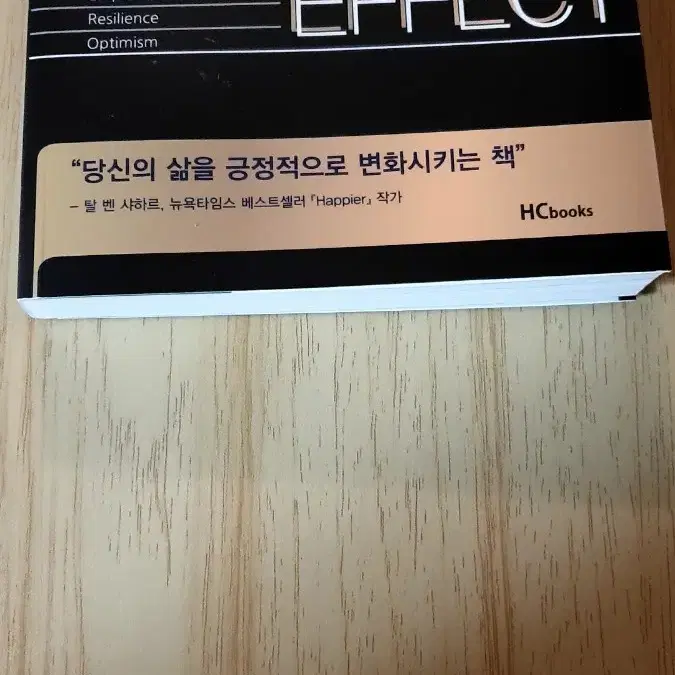 Resilience
EFFECT
Optimism
“당신의 삶을 긍정적으로 변화시키는 책”
- 탈 벤 샤하르, 뉴욕타임스 베스트셀러 『Happier』 작가
HCbooks